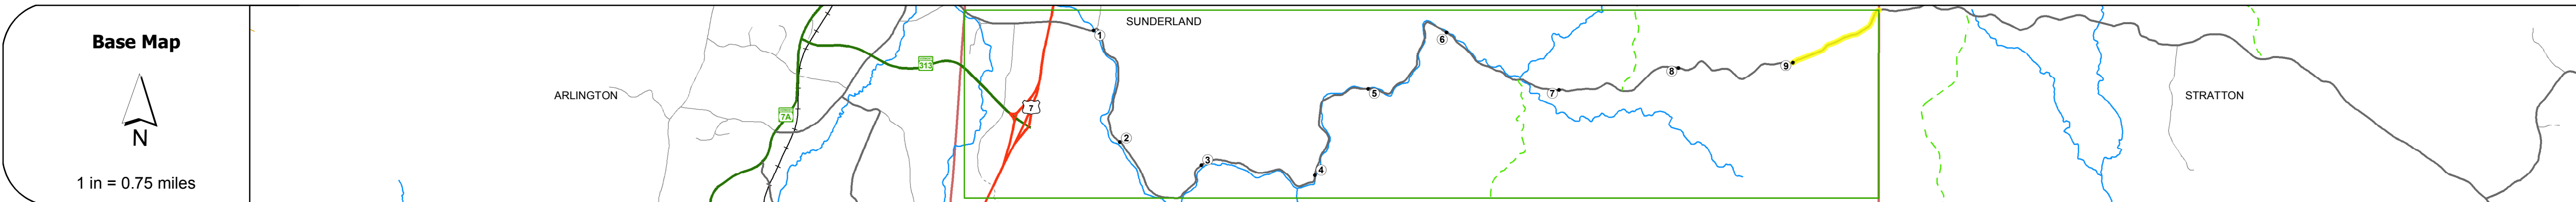 Base Map
N
1 in = 0.75 miles
ARLINGTON
7A
313
7
SUNDERLAND
1
2
3
4
5
6
7
8
9
STRATTON